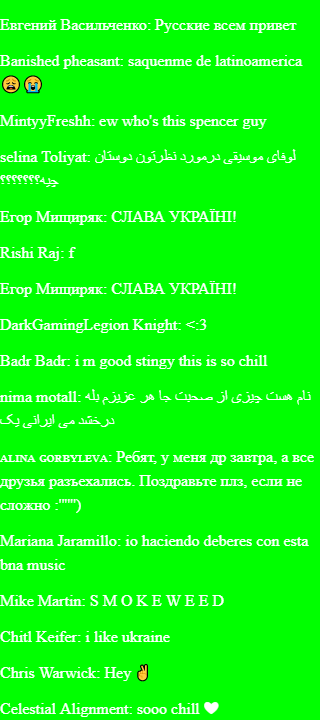 Евгений Васильченко: Русские всем привет
Banished pheasant: saquenme de latinoamerica
😩😭
MintyyFreshh: ew who's this spencer guy
selina Toliyat: لوفای موسیقی درمورد نظرتون دوستان
چیه؟؟؟؟؟؟؟
Егор Мищиряк: СЛАВА УКРАЇНІ!
Rishi Raj: f
Егор Мищиряк: СЛАВА УКРАЇНІ!
DarkGamingLegion Knight: <:3
Badr Badr: i m good stingy this is so chill
nima motall: نام هست چیزی از صحبت جا هر عزیزم بله
درخشد می ایرانی یک
ᴀʟɪɴᴀ ɢᴏʀʙʏʟᴇᴠᴀ: Ребят, у меня др завтра, а все
друзья разъехались. Поздравьте плз, если не
сложно :""")
Mariana Jaramillo: io haciendo deberes con esta
bna music
Mike Martin: S M O K E W E E D
Chitl Keifer: i like ukraine
Chris Warwick: Hey ✌
Celestial Alignment: sooo chill 🤍